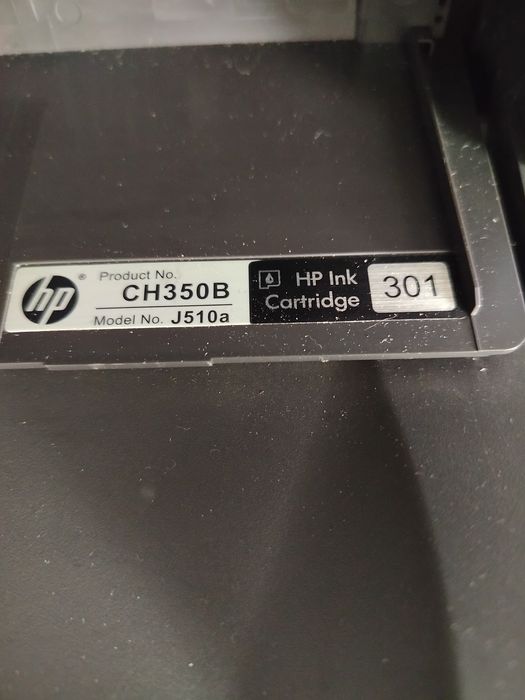 hp® Product No.
CH350B
Model No. J510a
HP Ink
Cartridge 301